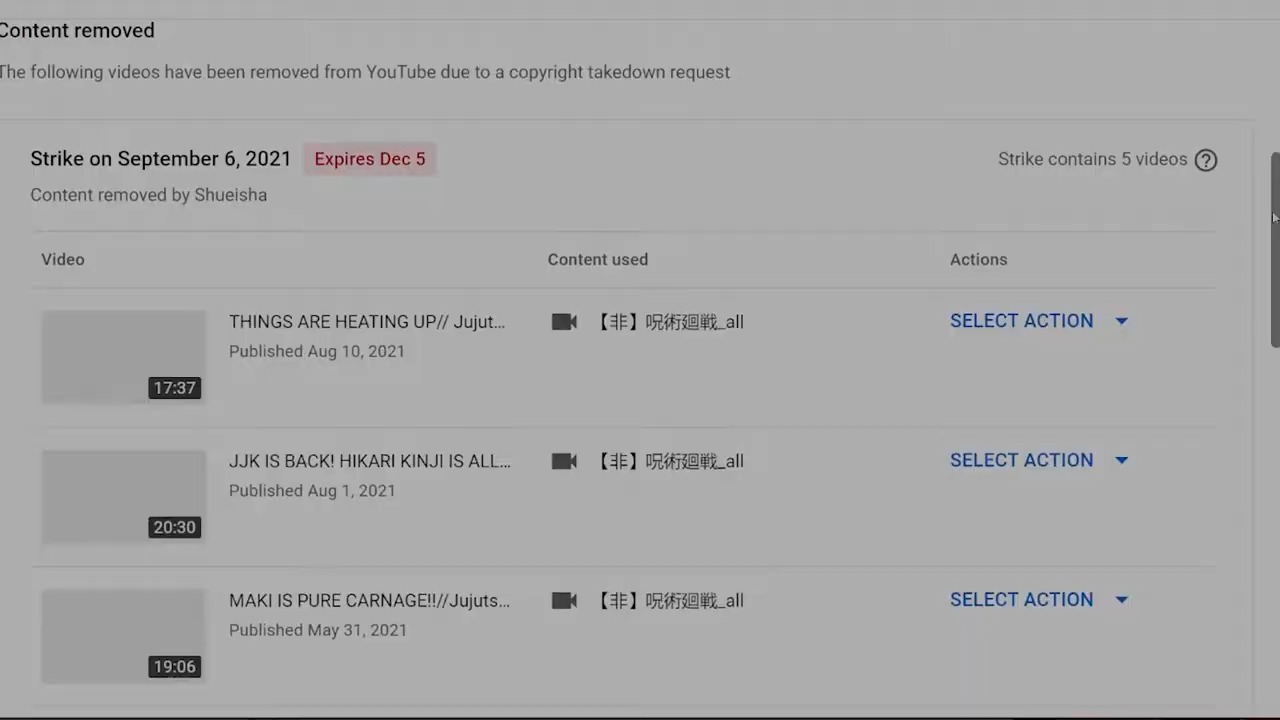 Content removed
The following videos have been removed from YouTube due to a copyright takedown request
Strike on September 6, 2021 Expires Dec 5 Strike contains 5 videos ?
Content removed by Shueisha
Video Content used Actions
THINGS ARE HEATING UP// Jujut... 【非】呪術廻戦_all SELECT ACTION
Published Aug 10, 2021
17:37
JJK IS BACK! HIKARI KINJI IS ALL... 【非】呪術廻戦_all SELECT ACTION
Published Aug 1, 2021
20:30
MAKI IS PURE CARNAGE!!//Jujuts... 【非】呪術廻戦_all SELECT ACTION
Published May 31, 2021
19:06